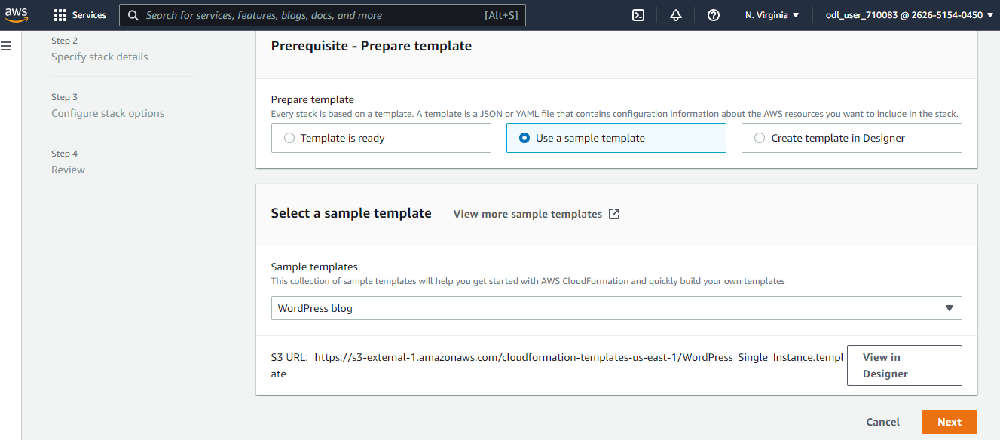 aws
Services
Search for services, features, blogs, docs, and more
[Alt+S]
N. Virginia
odl_user_710083 @ 2626-5154-0450
Step 2
Specify stack details
Step 3
Configure stack options
Step 4
Review
Prerequisite - Prepare template
Prepare template
Every stack is based on a template. A template is a JSON or YAML file that contains configuration information about the AWS resources you want to include in the stack.
Template is ready
Use a sample template
Create template in Designer
Select a sample template
View more sample templates
Sample templates
This collection of sample templates will help you get started with AWS CloudFormation and quickly build your own templates
WordPress blog
S3 URL: https://s3-external-1.amazonaws.com/cloudformation-templates-us-east-1/WordPress_Single_Instance.templ
ate
View in
Designer
Cancel
Next